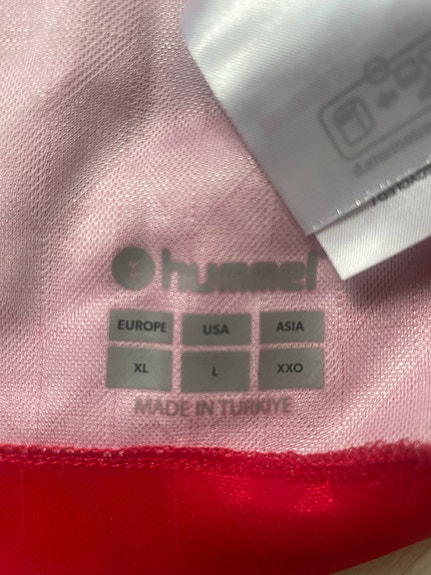 hummel
EUROPE USA ASIA
XL L XXO
MADE IN TURKIYE